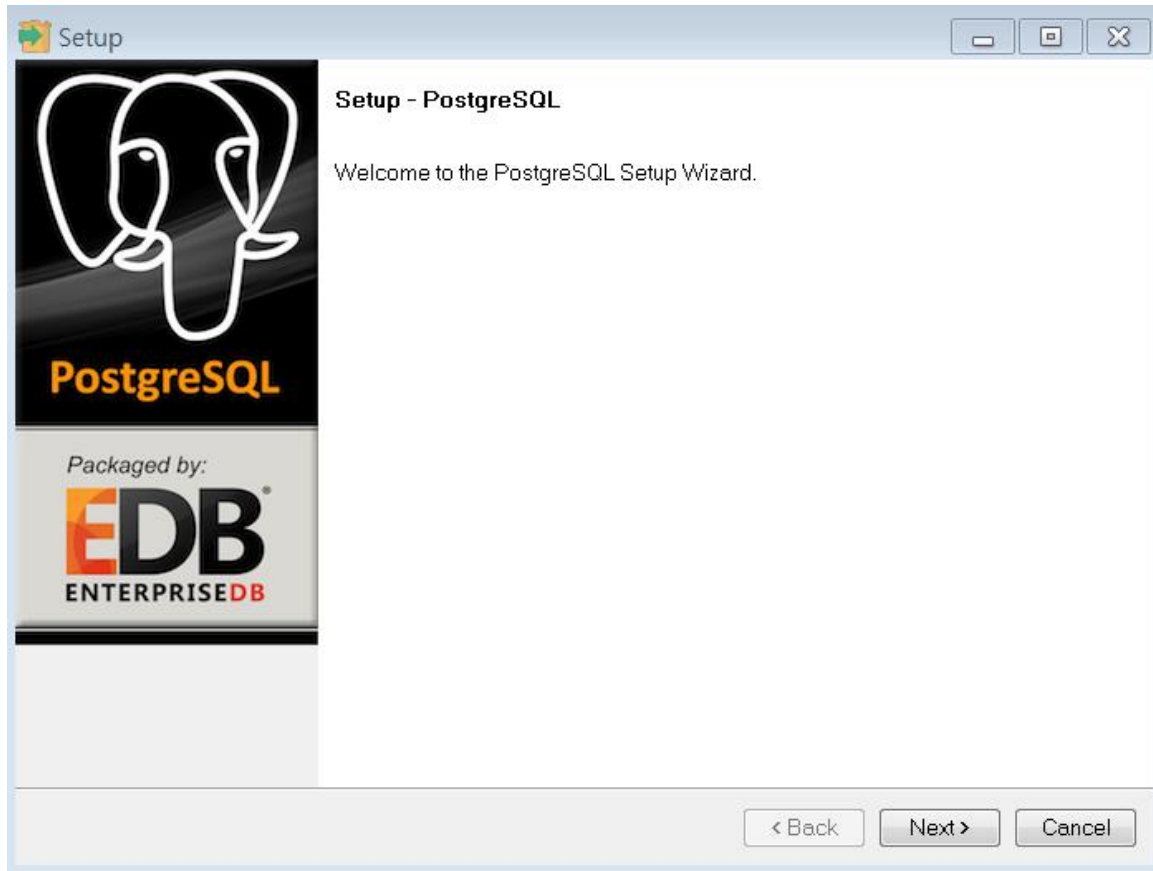 Setup
Setup - PostgreSQL
Welcome to the PostgreSQL Setup Wizard.
PostgreSQL
Packaged by:
EDB®
ENTERPRISEDB
< Back
Next >
Cancel